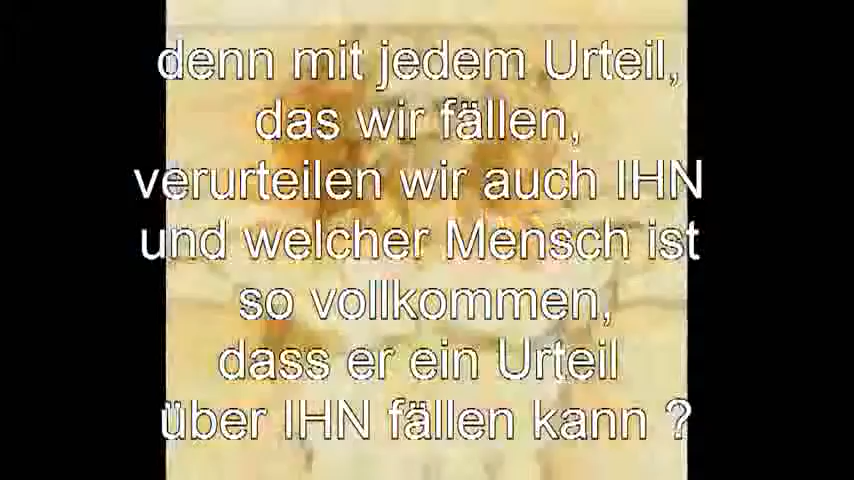 denn mit jedem Urteil,
das wir fällen,
verurteilen wir auch IHN
und welcher Mensch ist
so vollkommen,
dass er ein Urteil
über IHN fällen kann ?